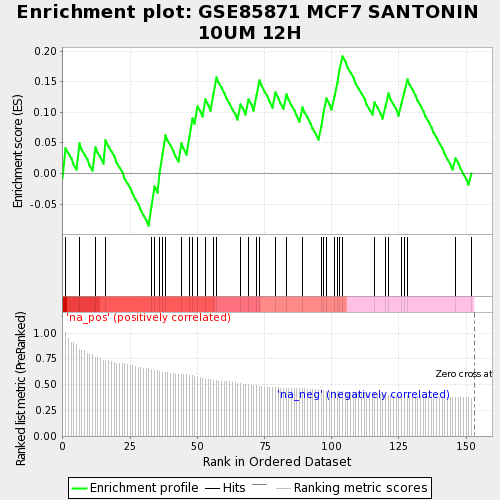 Enrichment plot: GSE85871 MCF7 SANTONIN
10UM 12H
Enrichment score (ES)
0.20
0.15
0.10
0.05
0.00
-0.05
'na_pos' (positively correlated)
Ranked list metric (PreRanked)
1.00
0.75
0.50
0.25
0.00
Zero cross at
'na_neg' (negatively correlated)
0
25
50
75
100
125
150
Rank in Ordered Dataset
Enrichment profile
Hits
Ranking metric scores